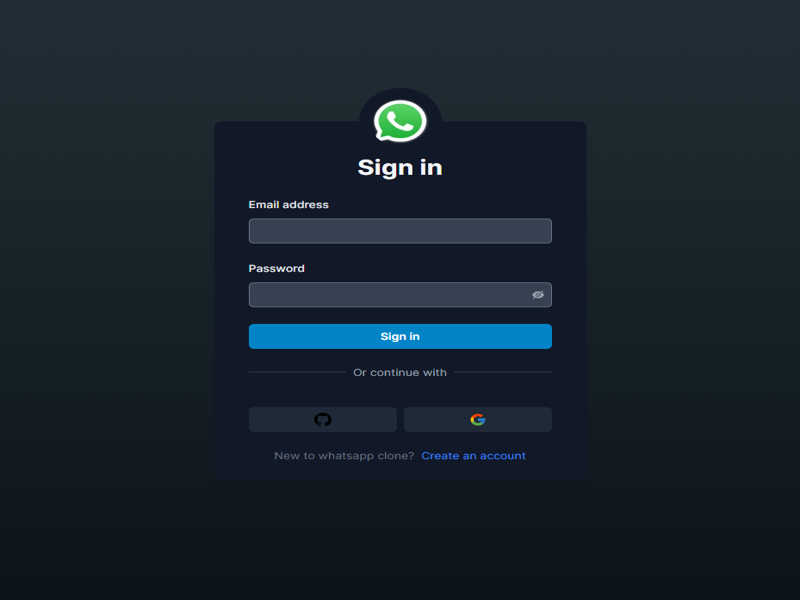 Sign in
Email address
Password
Sign in
Or continue with
New to whatsapp clone? Create an account